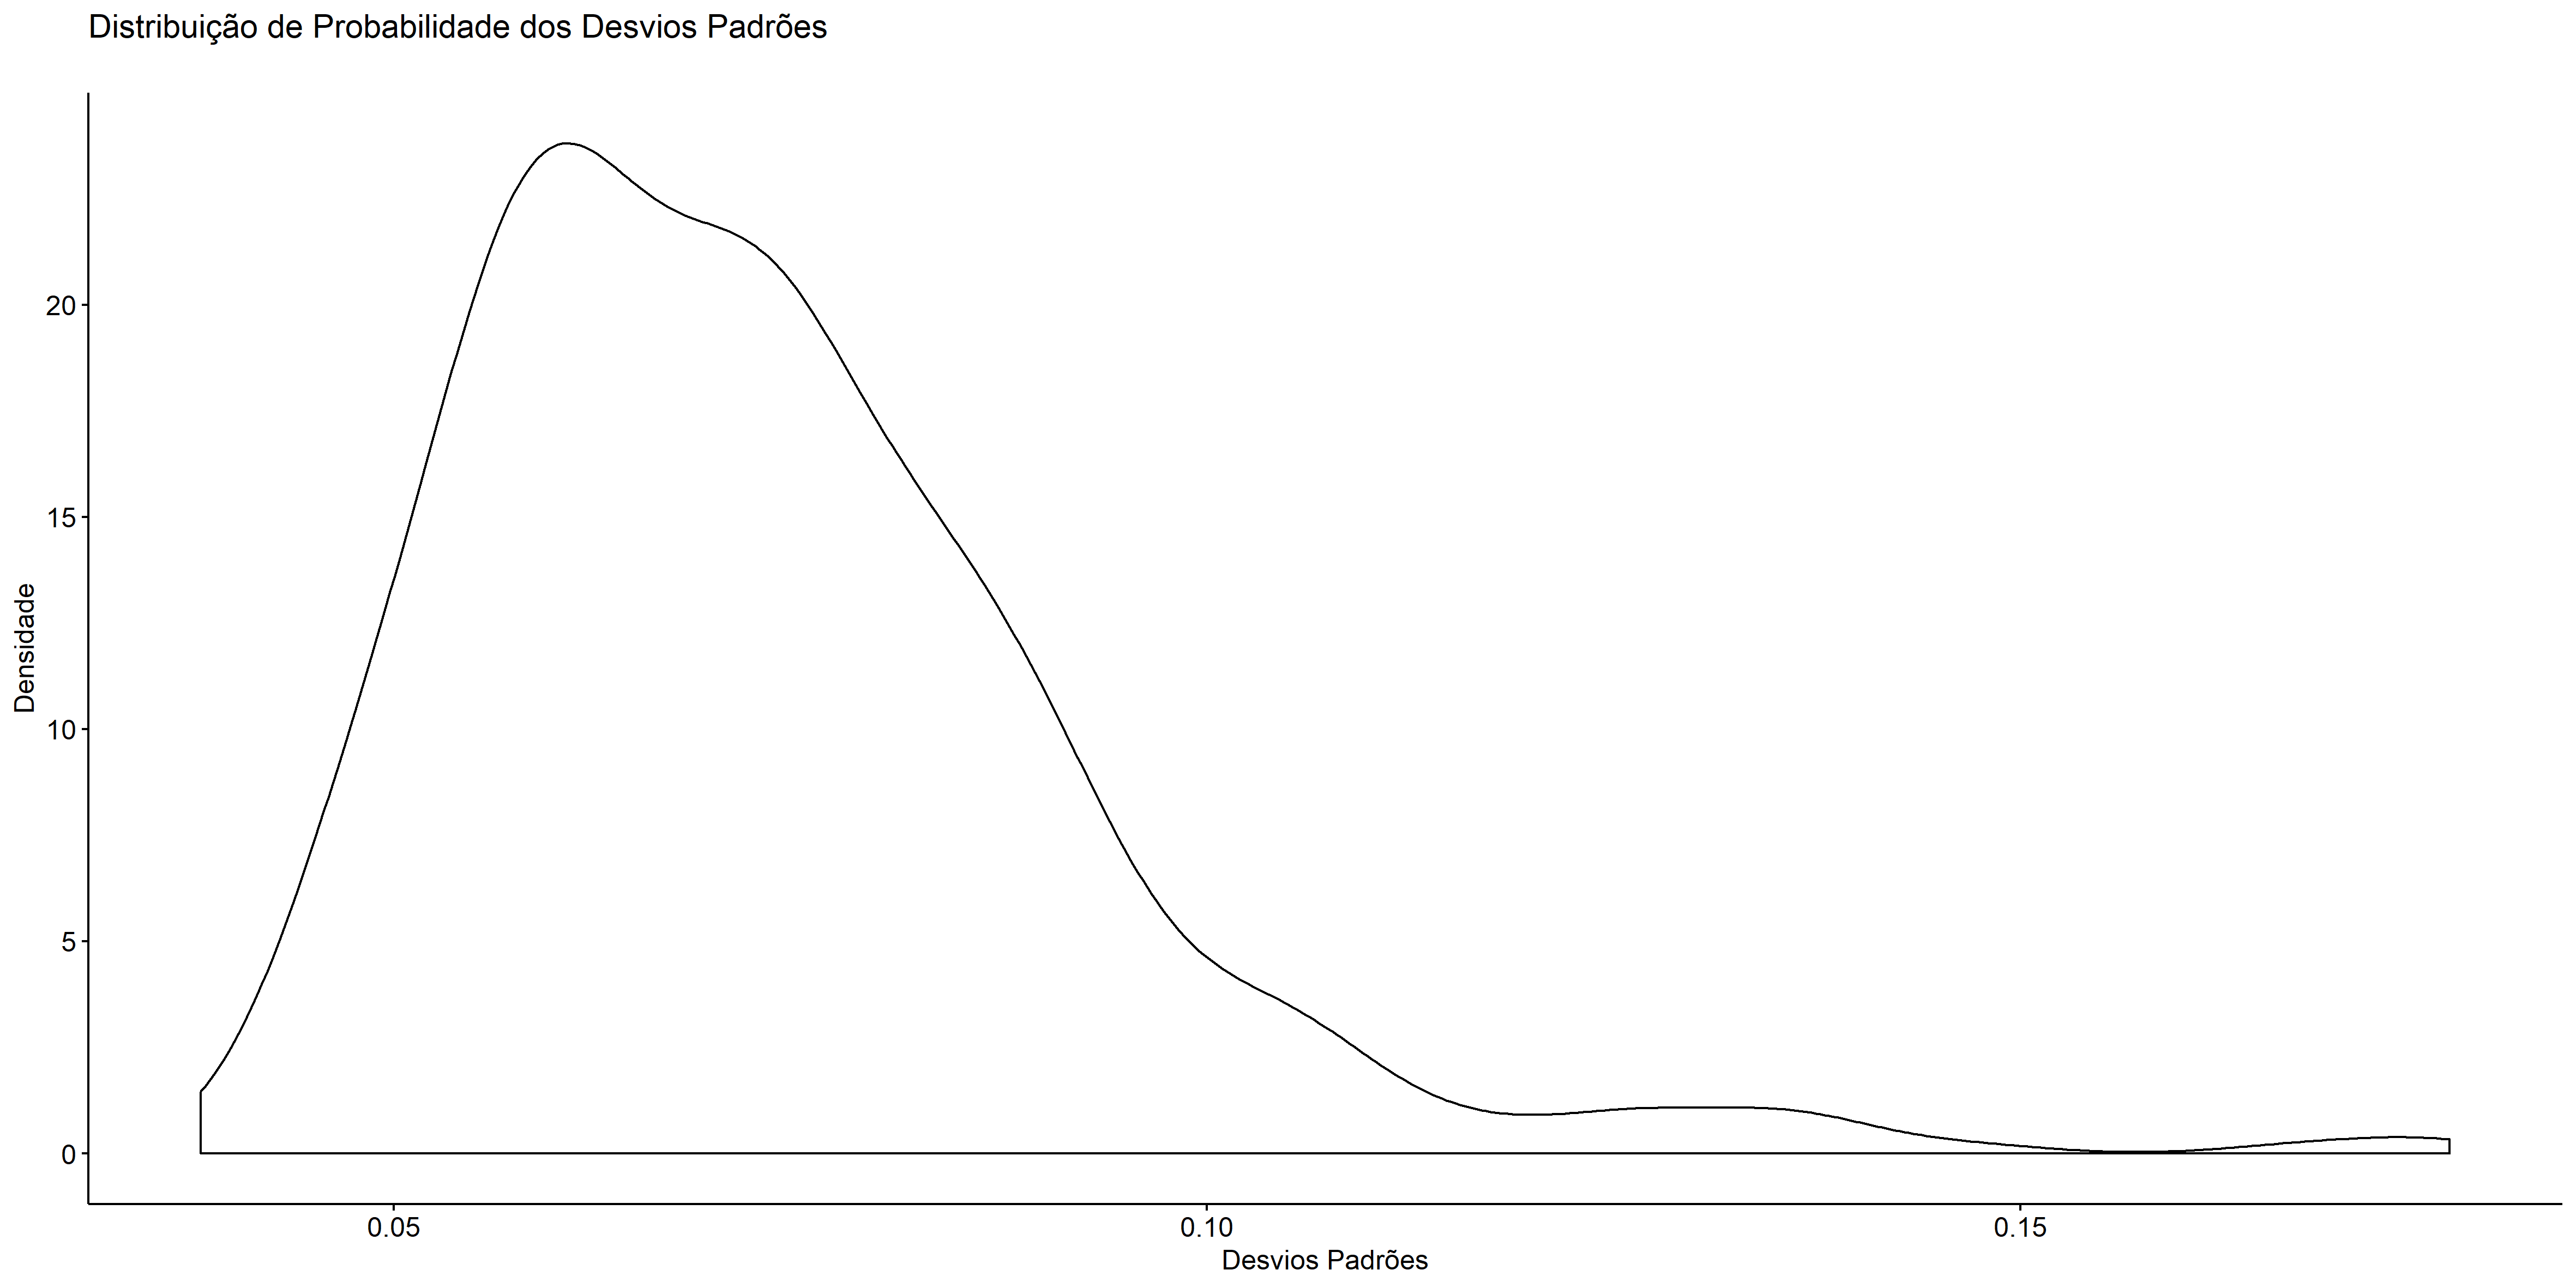 Distribuição de Probabilidade dos Desvios Padrões
Densidade
20
15
10
5
0
0.05
0.10
0.15
Desvios Padrões